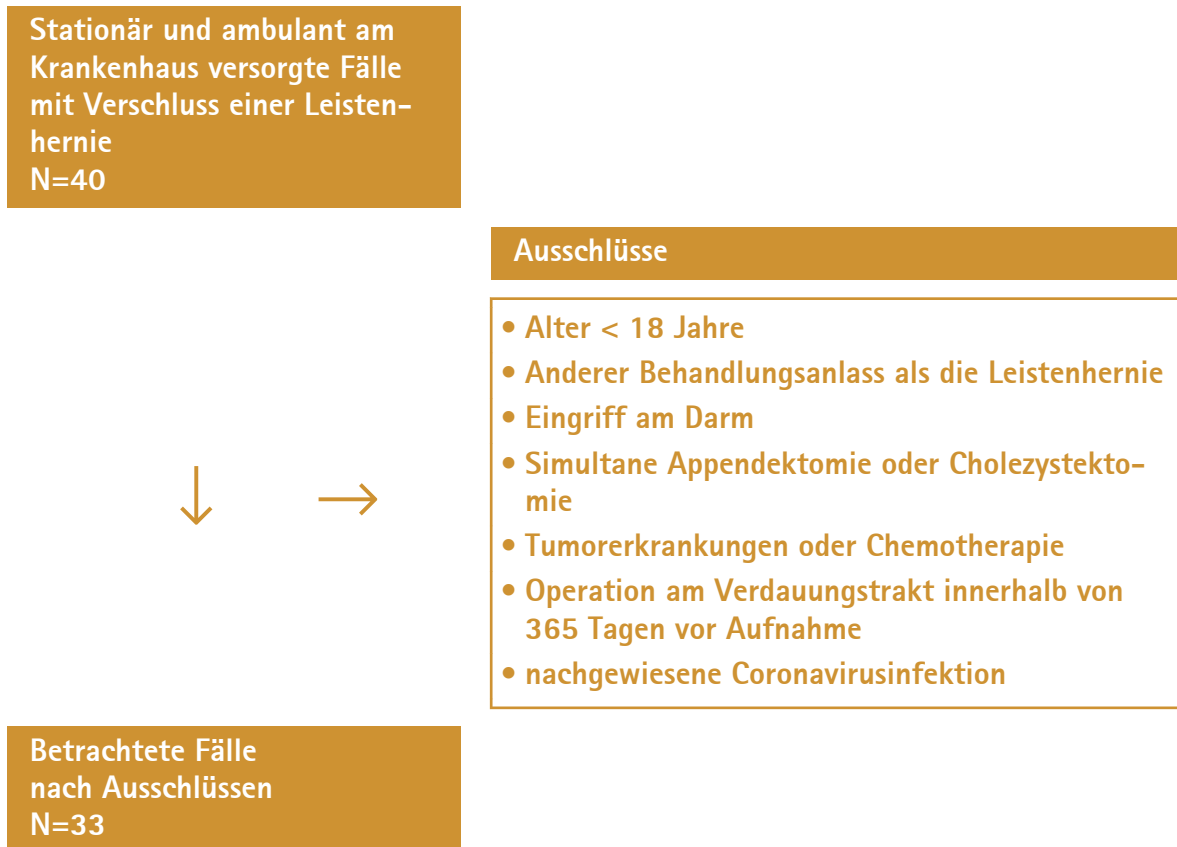 Stationär und ambulant am
Krankenhaus versorgte Fälle
mit Verschluss einer Leisten-
hernie
N=40
Ausschlüsse
• Alter < 18 Jahre
• Anderer Behandlungsanlass als die Leistenhernie
• Eingriff am Darm
• Simultane Appendektomie oder Cholezystekto-
mie
• Tumorerkrankungen oder Chemotherapie
• Operation am Verdauungstrakt innerhalb von
365 Tagen vor Aufnahme
• nachgewiesene Coronavirusinfektion
Betrachtete Fälle
nach Ausschlüssen
N=33